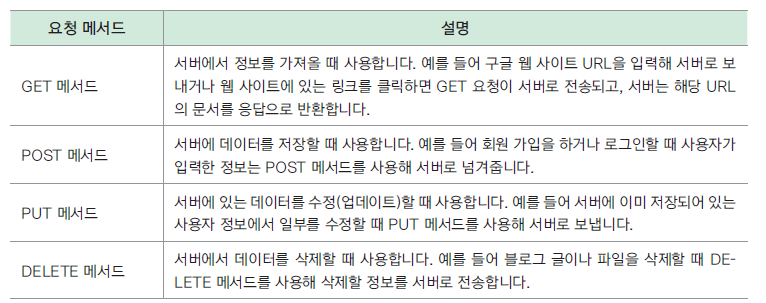 요청 메서드
설명
GET 메서드
서버에서 정보를 가져올 때 사용합니다. 예를 들어 구글 웹 사이트 URL을 입력해 서버로 보
내거나 웹 사이트에 있는 링크를 클릭하면 GET 요청이 서버로 전송되고, 서버는 해당 URL
의 문서를 응답으로 반환합니다.
POST 메서드
서버에 데이터를 저장할 때 사용합니다. 예를 들어 회원 가입을 하거나 로그인할 때 사용자가
입력한 정보는 POST 메서드를 사용해 서버로 넘겨줍니다.
PUT 메서드
서버에 있는 데이터를 수정(업데이트)할 때 사용합니다. 예를 들어 서버에 이미 저장되어 있는
사용자 정보에서 일부를 수정할 때 PUT 메서드를 사용해 서버로 보냅니다.
DELETE 메서드
서버에서 데이터를 삭제할 때 사용합니다. 예를 들어 블로그 글이나 파일을 삭제할 때 DE-
LETE 메서드를 사용해 삭제할 정보를 서버로 전송합니다.